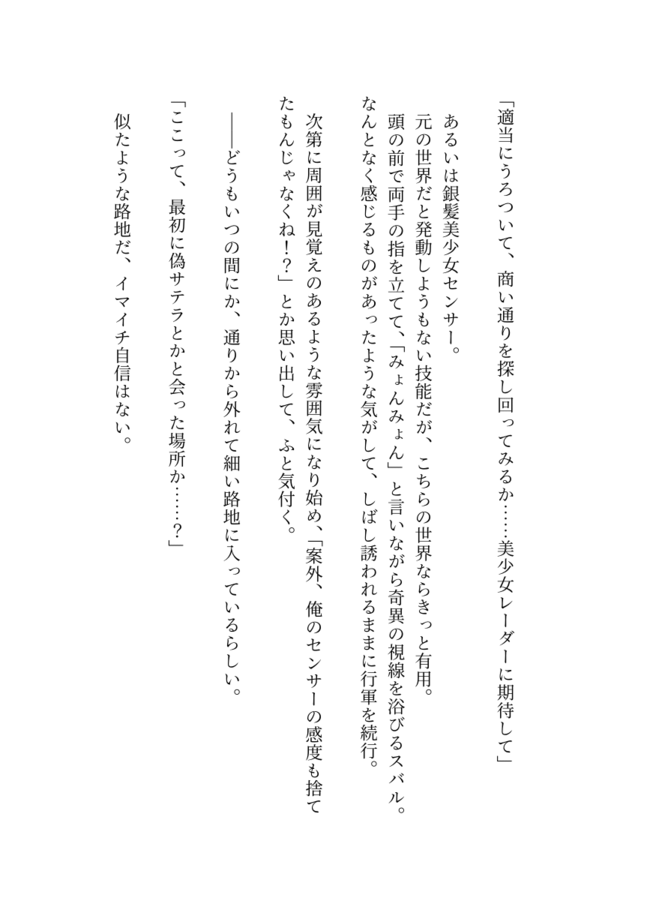 「適当にうろついて、商い通りを探し回ってみるか……美少女レーダーに期待して」
あるいは銀髪美少女センサー。
元の世界だと発動しようもない技能だが、こちらの世界ならきっと有用。
頭の前で両手の指を立てて、「みょんみょん」と言いながら奇異の視線を浴びるスバル。
なんとなく感じるものがあったような気がして、しばし誘われるままに行軍を続行。
次第に周囲が見覚えのあるような雰囲気になり始め、「案外、俺のセンサーの感度も捨て
たもんじゃなくね！？」とか思い出して、ふと気付く。
――どうもいつの間にか、通りから外れて細い路地に入っているらしい。
「ここって、最初に偽サテラとかと会った場所か……？」
似たような路地だ、イマイチ自信はない。